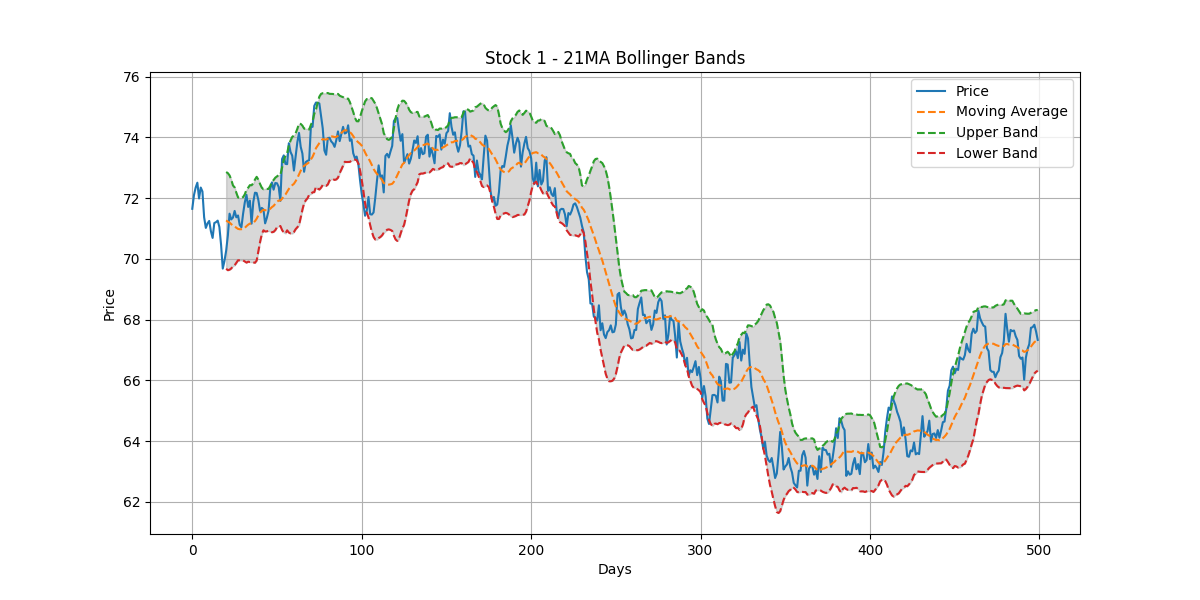 Stock 1 - 21MA Bollinger Bands
76
74
72
70
68
66
64
62
Price
Price
Moving Average
Upper Band
Lower Band
0
100
200
300
400
500
Days